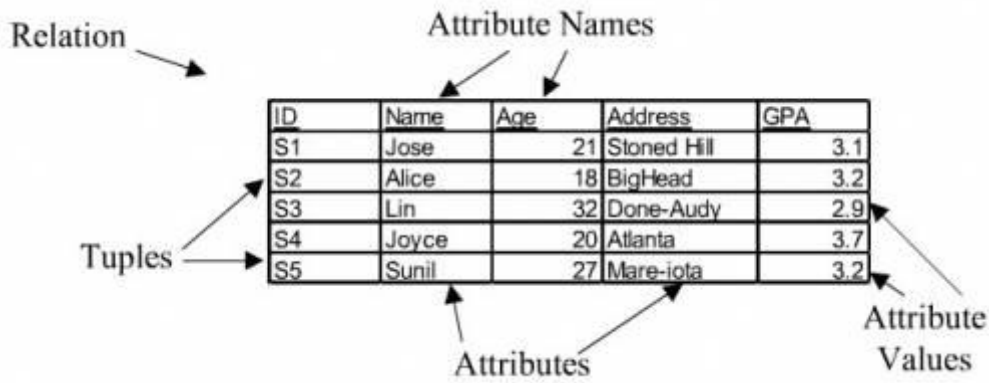 Relation
Attribute Names
ID Name Age Address GPA
S1 Jose 21 Stoned Hill 3.1
S2 Alice 18 BigHead 3.2
S3 Lin 32 Done-Audy 2.9
S4 Joyce 20 Atlanta 3.7
S5 Sunil 27 Mare-iota 3.2
Tuples
Attributes
Attribute
Values